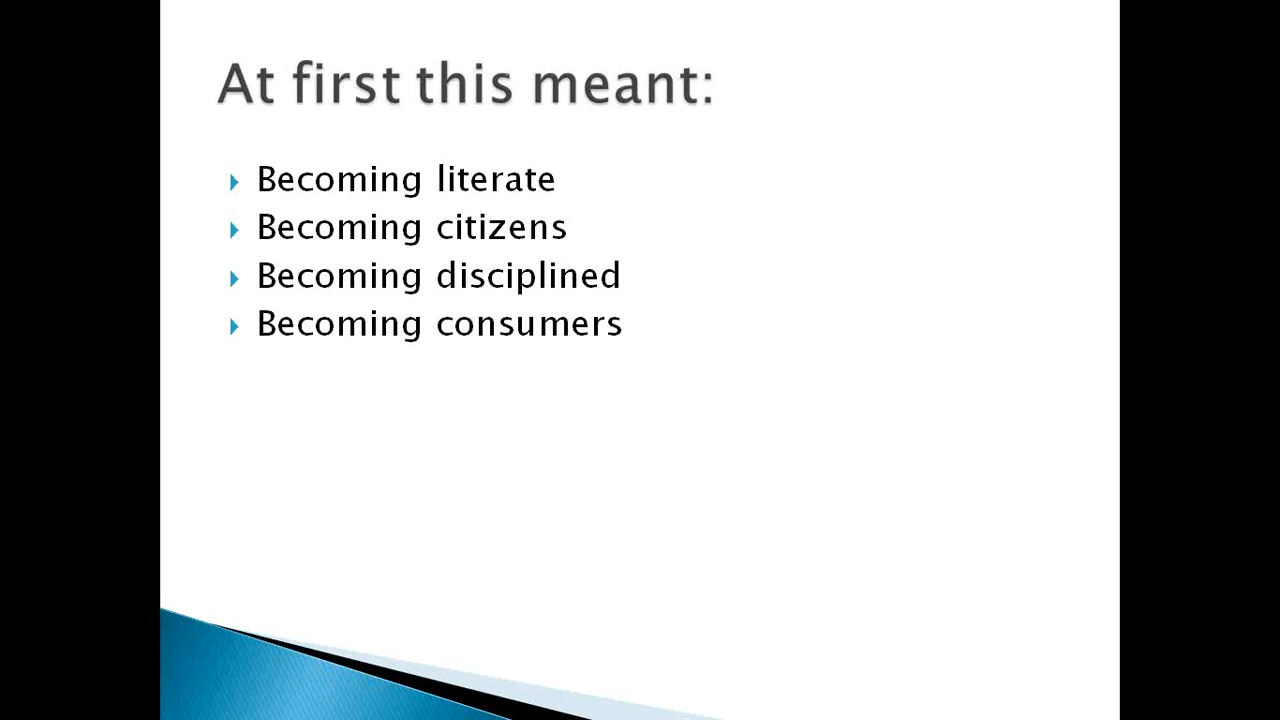 At first this meant:
Becoming literate
Becoming citizens
Becoming disciplined
Becoming consumers